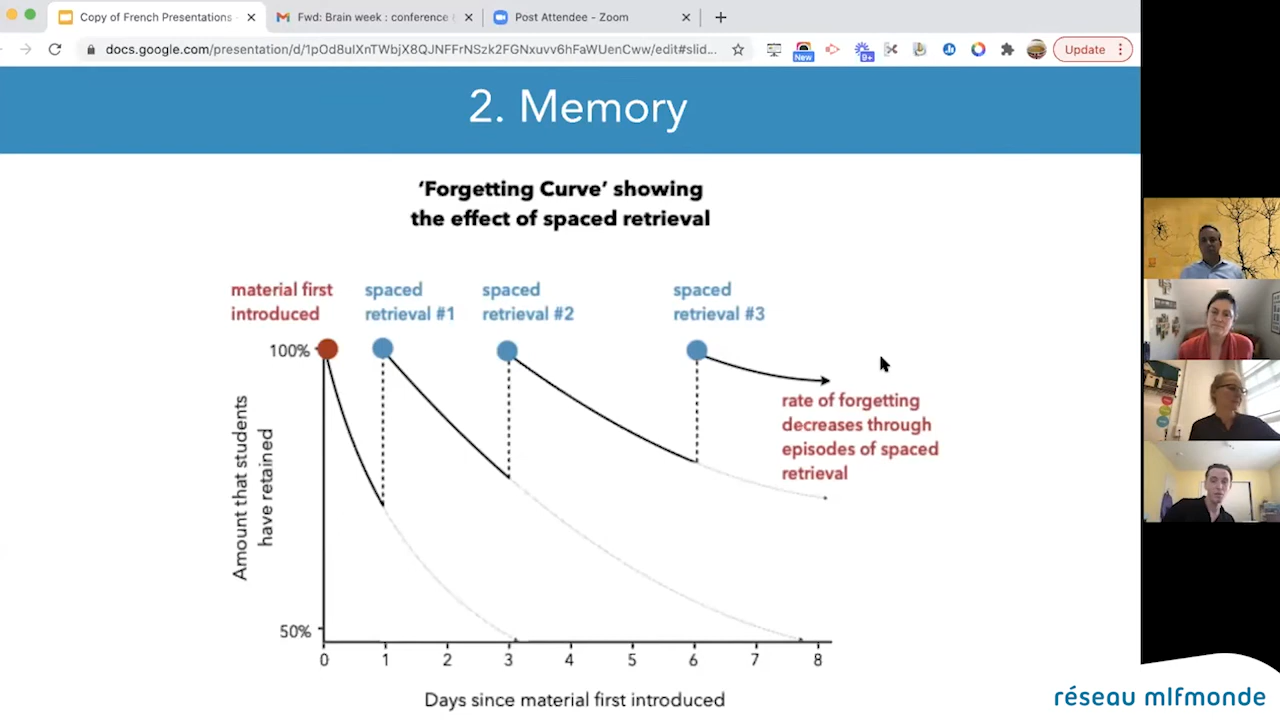 Copy of French Presentations
Fwd: Brain week : conference
Post Attendee - Zoom
docs.google.com/presentation/d/1pOd8uIXnTWbjX8QJNFFrNSzk2FGNxuvv6hFaWUenCww/edit#slid...
New
9+
Update
2. Memory
‘Forgetting Curve’ showing
the effect of spaced retrieval
material first
introduced
spaced
retrieval #1
spaced
retrieval #2
spaced
retrieval #3
100%
rate of forgetting
decreases through
episodes of spaced
retrieval
Amount that students
have retained
50%
0 1 2 3 4 5 6 7 8
Days since material first introduced
réseau mlfmonde